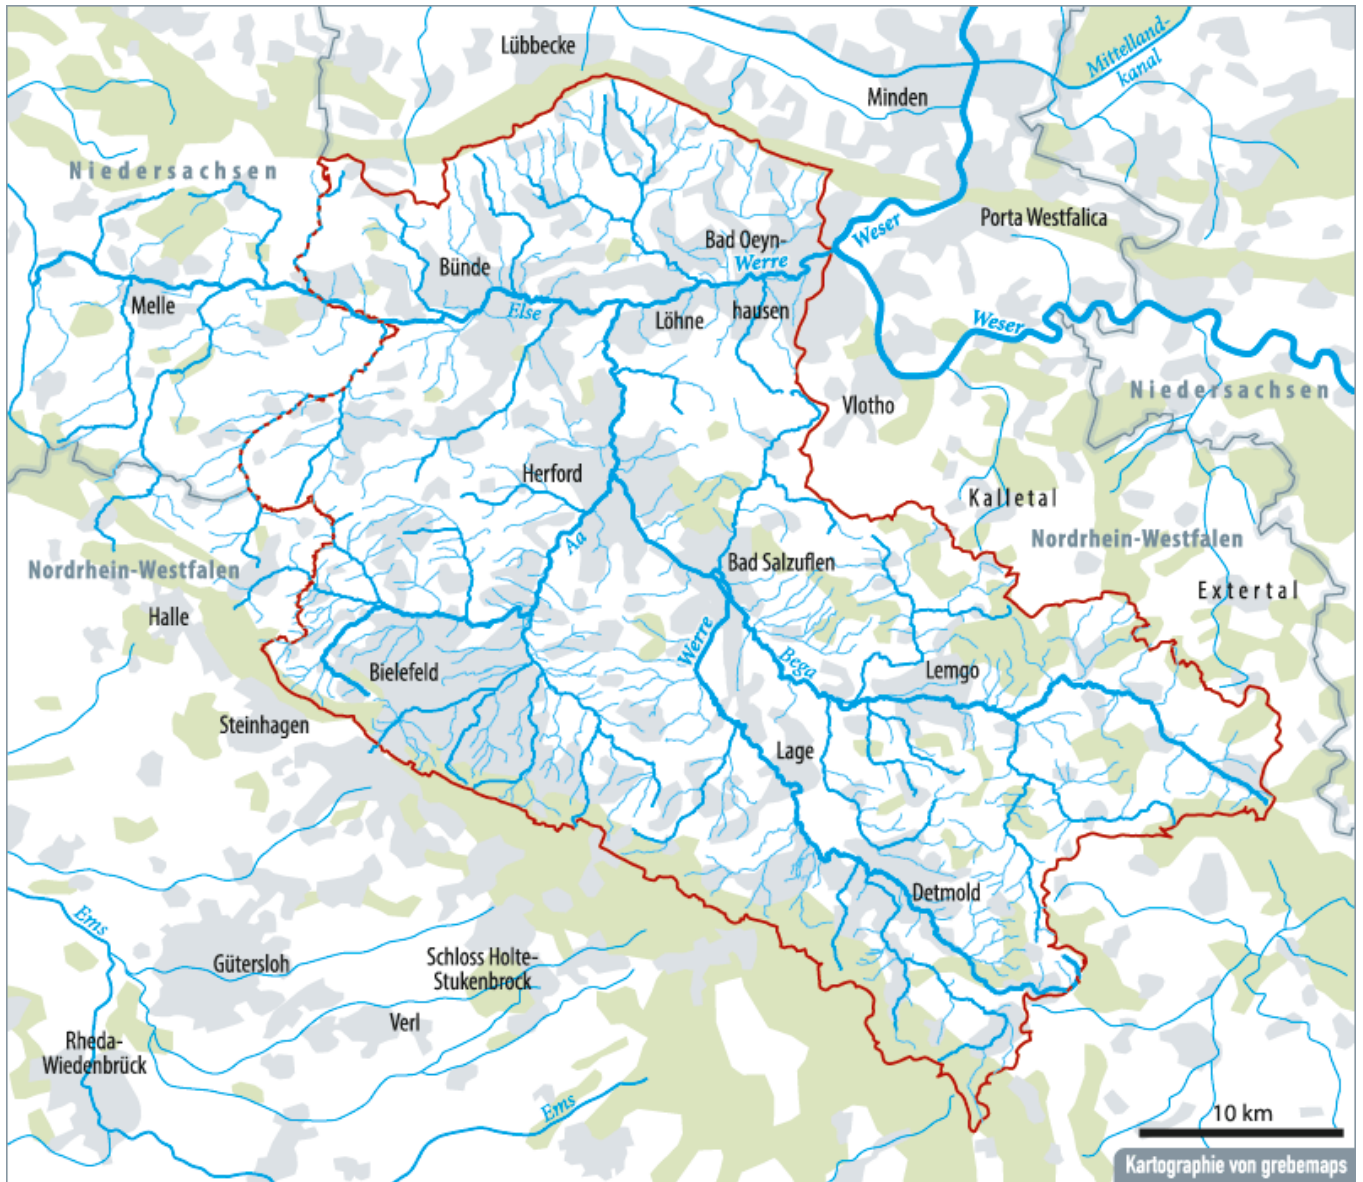 Lübbecke
Mittelland-
kanal
Minden
Niedersachsen
Porta Westfalica
Weser
Bad Oeyn-
hausen
Werre
Bünde
Melle
Else
Löhne
Weser
Niedersachsen
Vlotho
Herford
Kalletal
Nordrhein-Westfalen
Aa
Bad Salzuflen
Nordrhein-Westfalen
Extertal
Halle
Werre
Bega
Bielefeld
Lemgo
Steinhagen
Lage
Detmold
Ems
Gütersloh
Schloss Holte-
Stukenbrock
Verl
Rheda-
Wiedenbrück
Ems
10 km
Kartographie von grebemaps